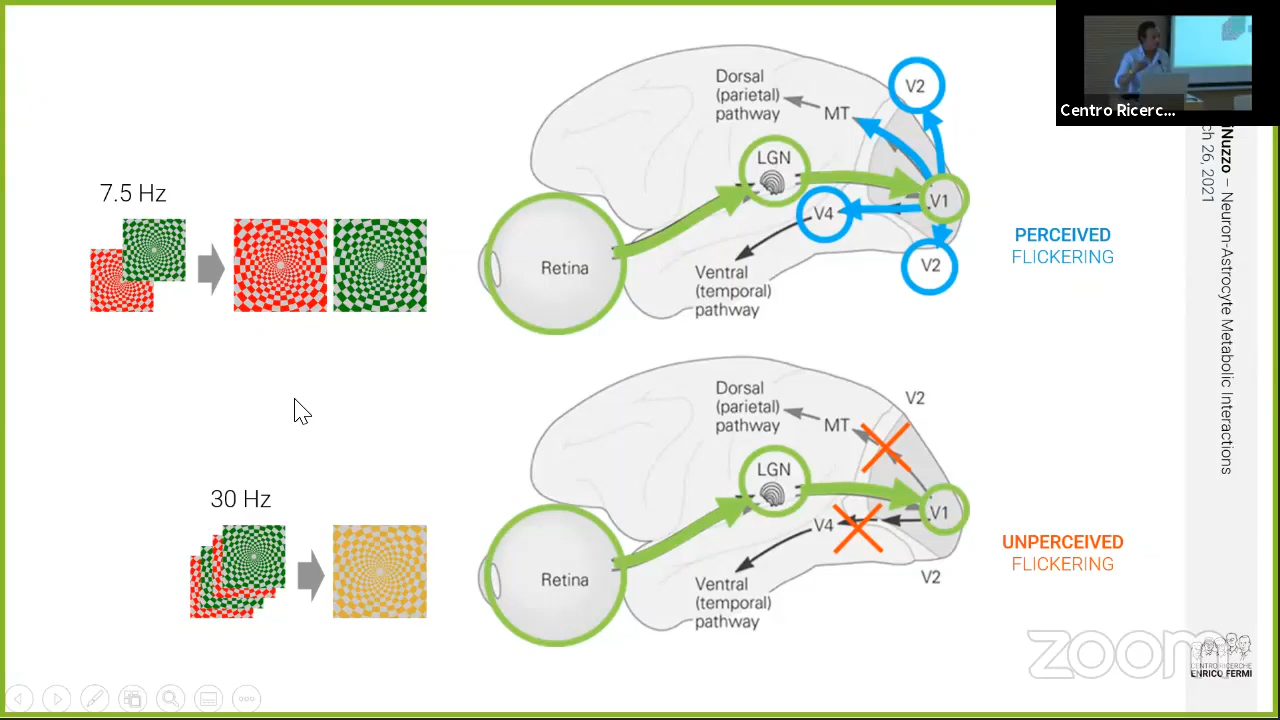 7.5 Hz
Dorsal
(parietal)
pathway
MT
V2
LGN
V1
V4
V2
Retina
Ventral
(temporal)
pathway
PERCEIVED
FLICKERING
30 Hz
Dorsal
(parietal)
pathway
MT
V2
LGN
V1
V4
V2
Retina
Ventral
(temporal)
pathway
UNPERCEIVED
FLICKERING
Centro Ricerc...
Nuzzo – Neuron-Astrocyte Metabolic Interactions
26, 2021
zoom
CENTRO RICERCHE
ENRICO FERMI